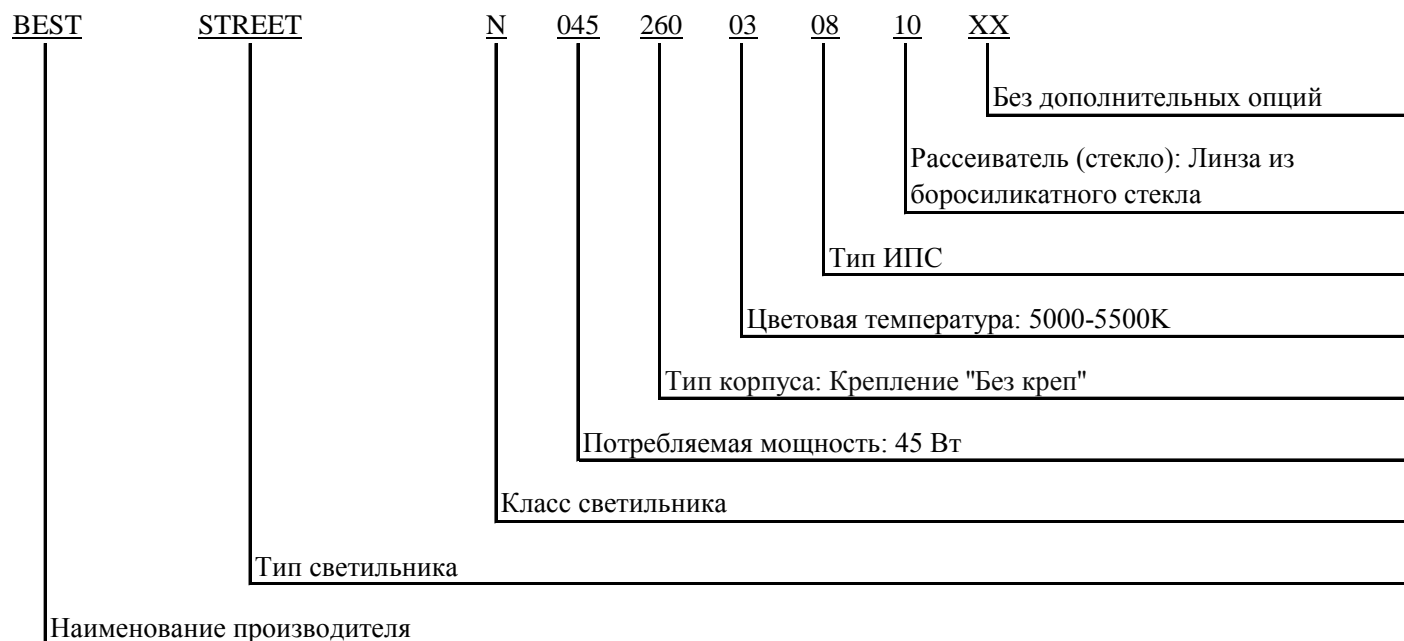 BEST STREET N 045 260 03 08 10 XX
Без дополнительных опций
Рассеиватель (стекло): Линза из
боросиликатного стекла
Тип ИПС
Цветовая температура: 5000-5500K
Тип корпуса: Крепление "Без креп"
Потребляемая мощность: 45 Вт
Класс светильника
Тип светильника
Наименование производителя